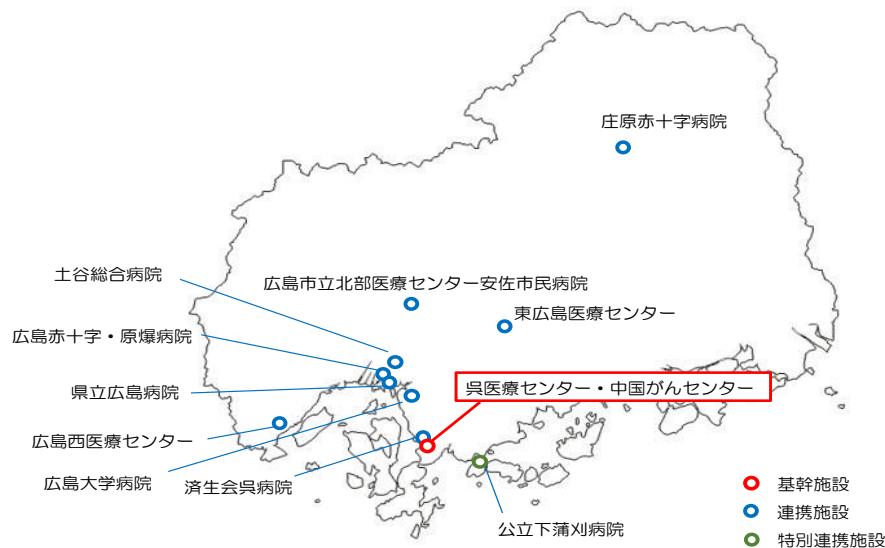 庄原赤十字病院
土谷総合病院
広島市立北部医療センター安佐市民病院
東広島医療センター
広島赤十字・原爆病院
県立広島病院
呉医療センター・中国がんセンター
広島西医療センター
広島大学病院
済生会呉病院
公立下蒲刈病院
基幹施設
連携施設
特別連携施設